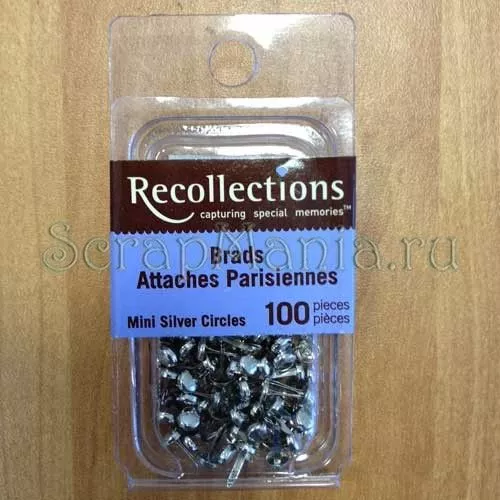 Recollections
capturing special memories™
ScrapMania.ru
Brads
Attaches Parisiennes
Mini Silver Circles 100 pieces
pièces